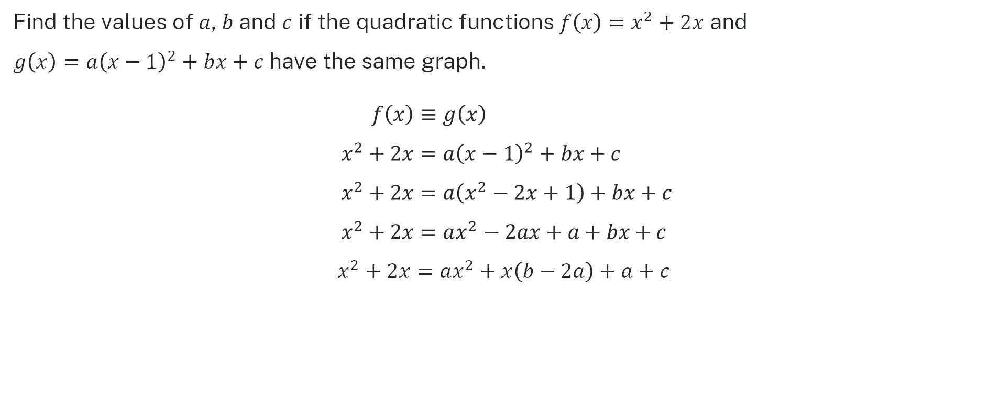 Find the values of a, b and c if the quadratic functions f(x) = x² + 2x and
g(x) = a(x − 1)² + bx + c have the same graph.
f(x) ≡ g(x)
x² + 2x = a(x − 1)² + bx + c
x² + 2x = a(x² − 2x + 1) + bx + c
x² + 2x = ax² − 2ax + a + bx + c
x² + 2x = ax² + x(b − 2a) + a + c